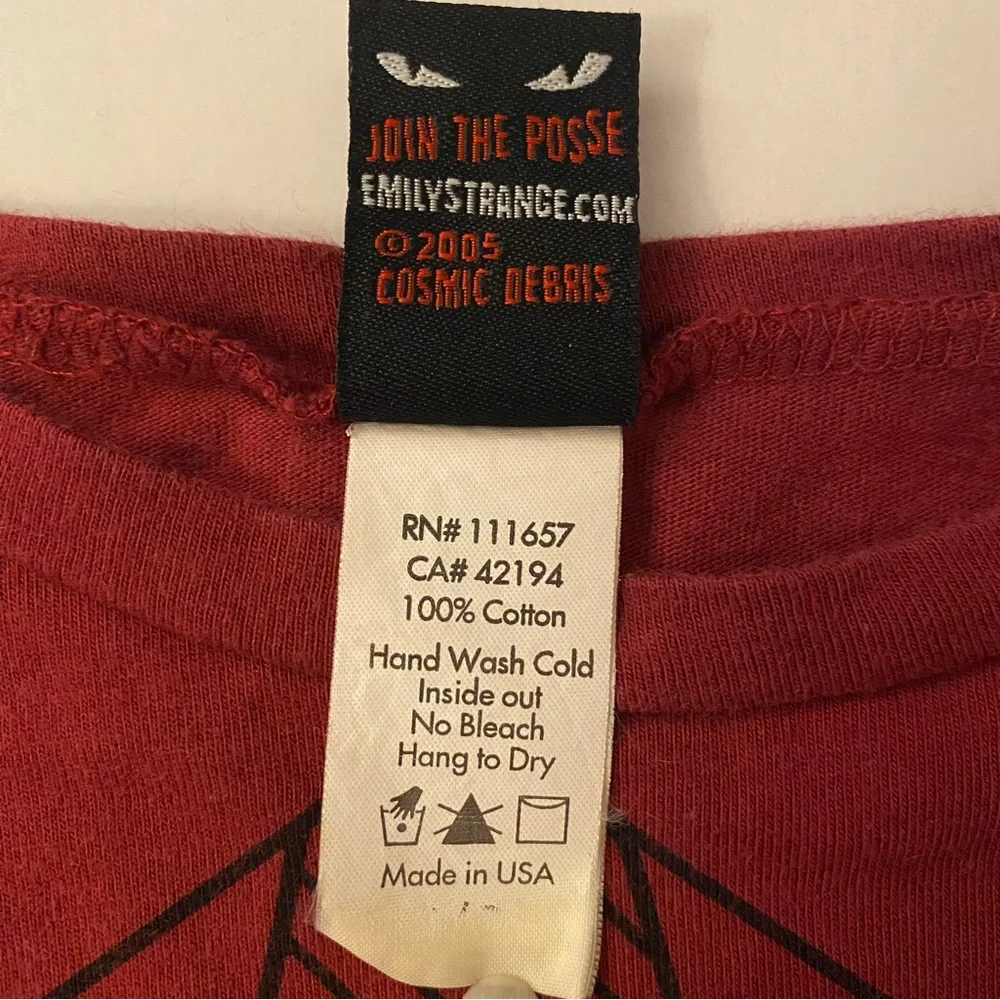 JOIN THE POSSE
EMILYSTRANGE.COM
© 2005
COSMIC DEBRIS
RN# 111657
CA# 42194
100% Cotton
Hand Wash Cold
Inside out
No Bleach
Hang to Dry
Made in USA